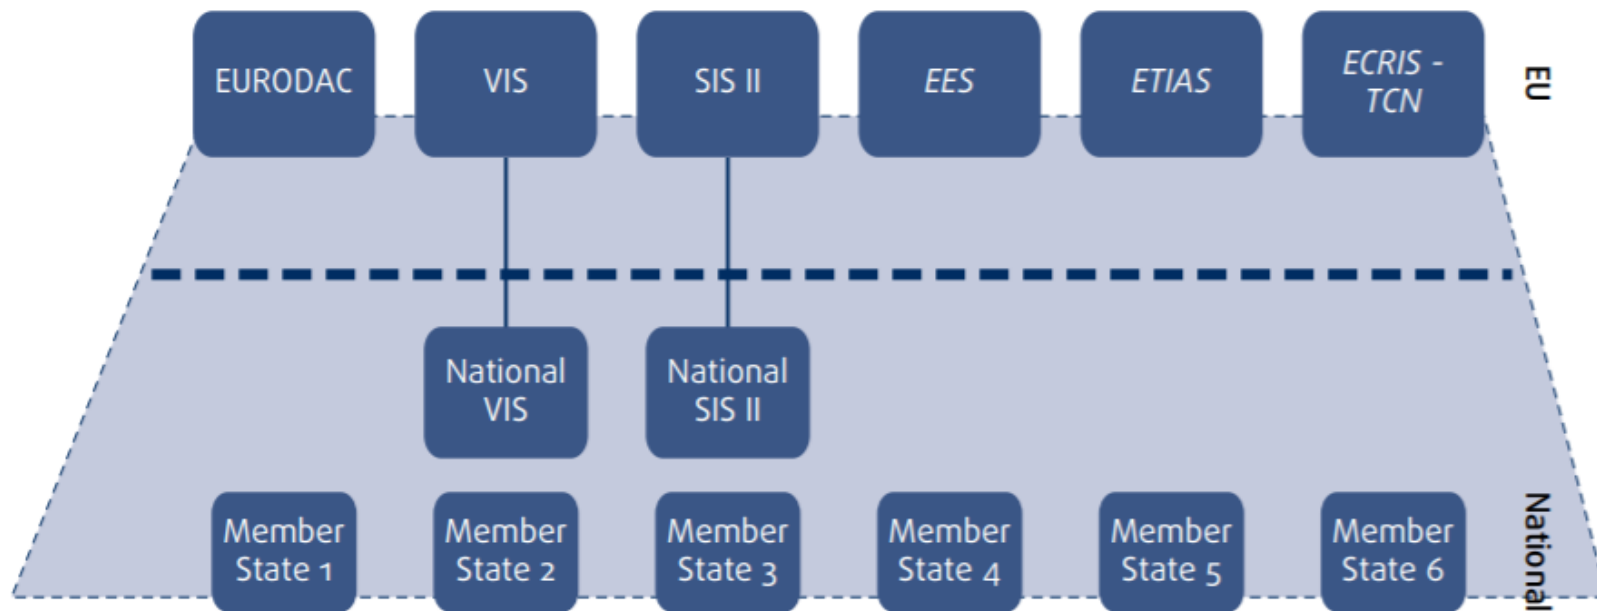 EURODAC
VIS
SIS II
EES
ETIAS
ECRIS -
TCN
EU
National
VIS
National
SIS II
Member
State 1
Member
State 2
Member
State 3
Member
State 4
Member
State 5
Member
State 6
National